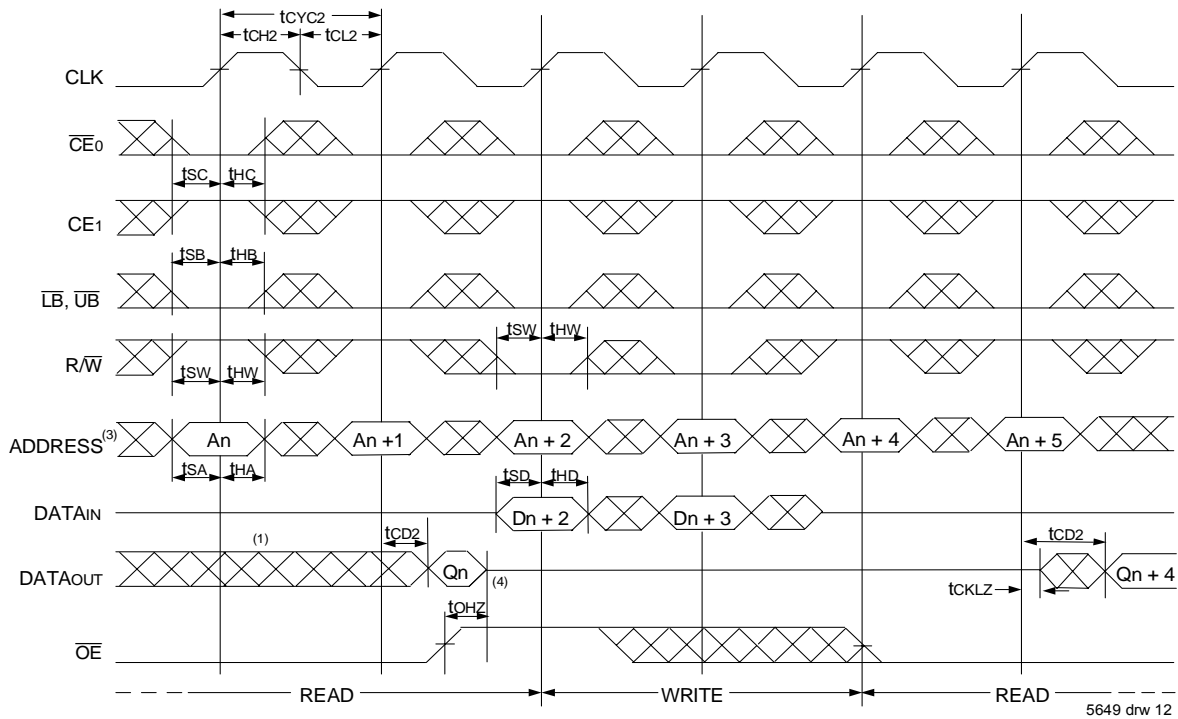 tCYC2
tCH2 tCL2
CLK
CE0
tSC tHC
CE1
tSB tHB
LB, UB
tSW tHW
R/W
tSW tHW
ADDRESS(3) An An +1 An + 2 An + 3 An + 4 An + 5
tSA tHA
tSD tHD
DATAIN Dn + 2 Dn + 3
(1) tCD2 tCD2
DATAOUT Qn (4) Qn + 4
tCKLZ
tOHZ
OE
READ WRITE READ
5649 drw 12